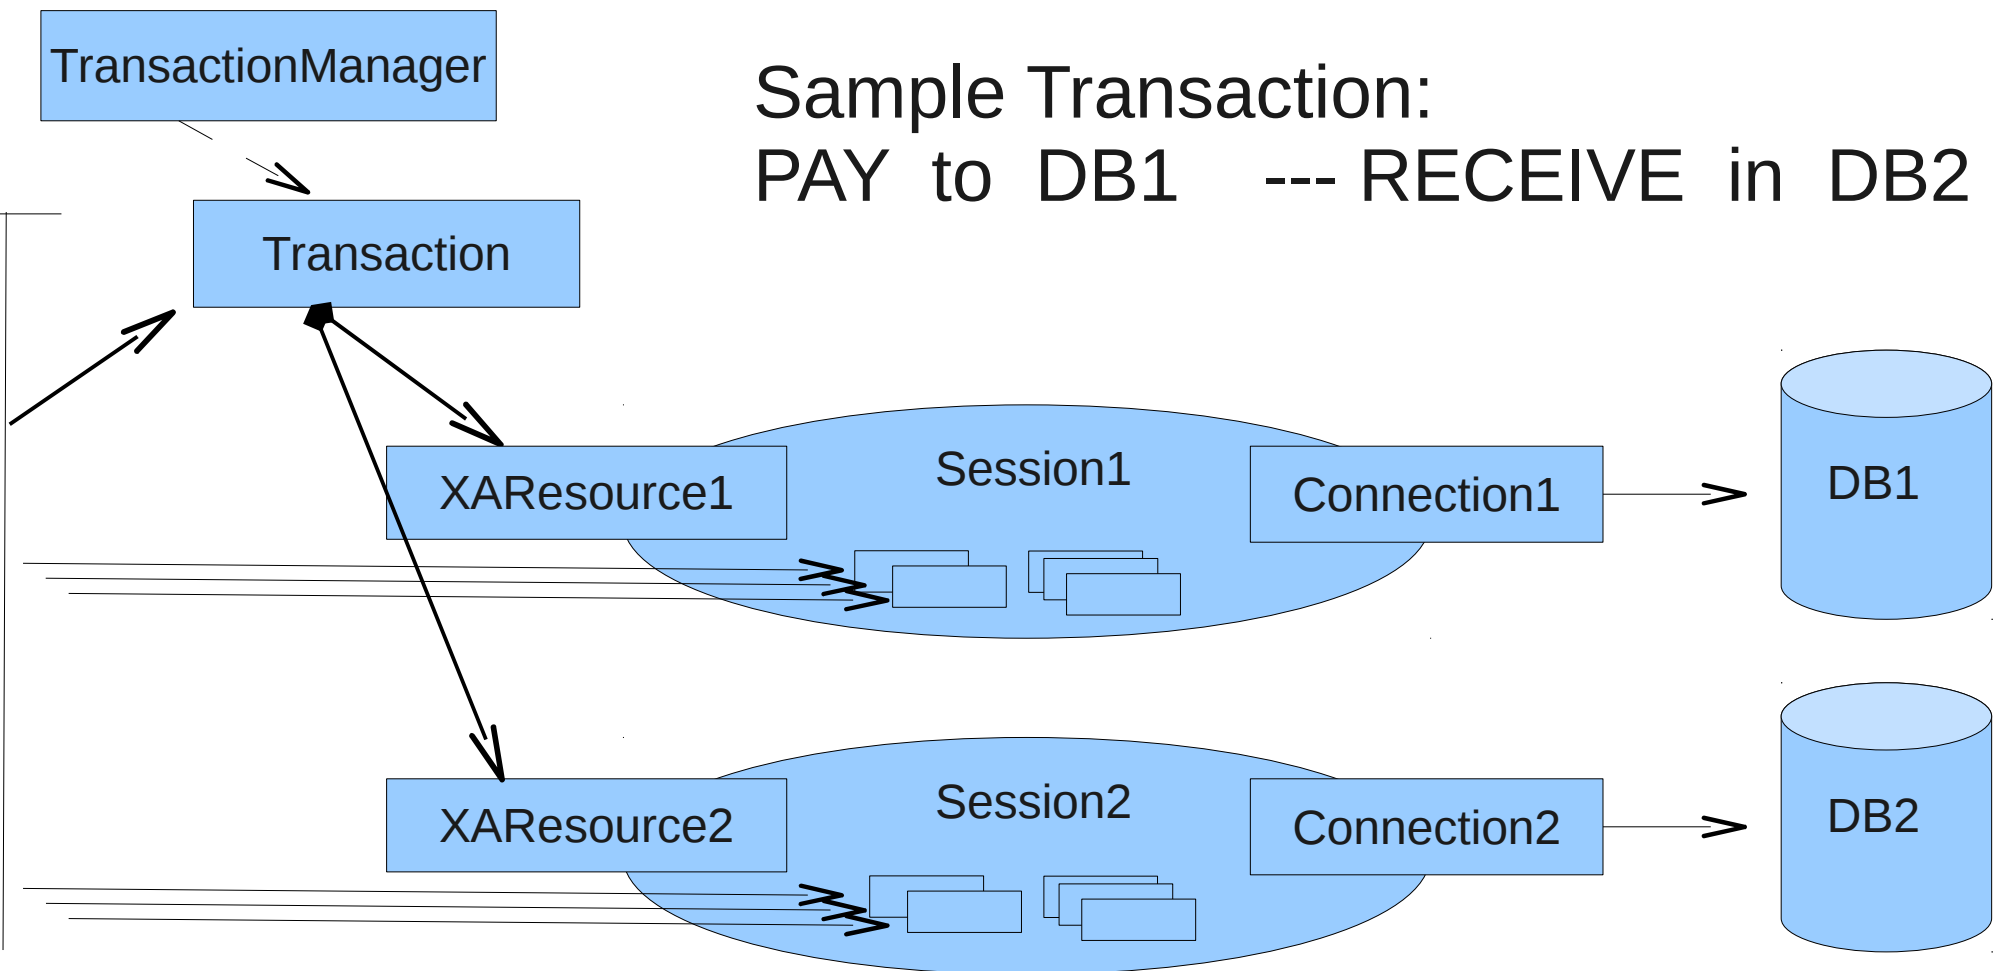 TransactionManager
Sample Transaction:
PAY to DB1 --- RECEIVE in DB2
Transaction
XAResource1
Session1
Connection1
DB1
XAResource2
Session2
Connection2
DB2